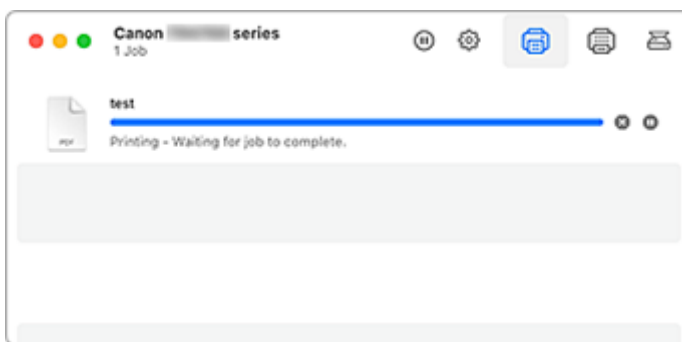 Canon series
1 Job
test
Printing - Waiting for job to complete.
PDF